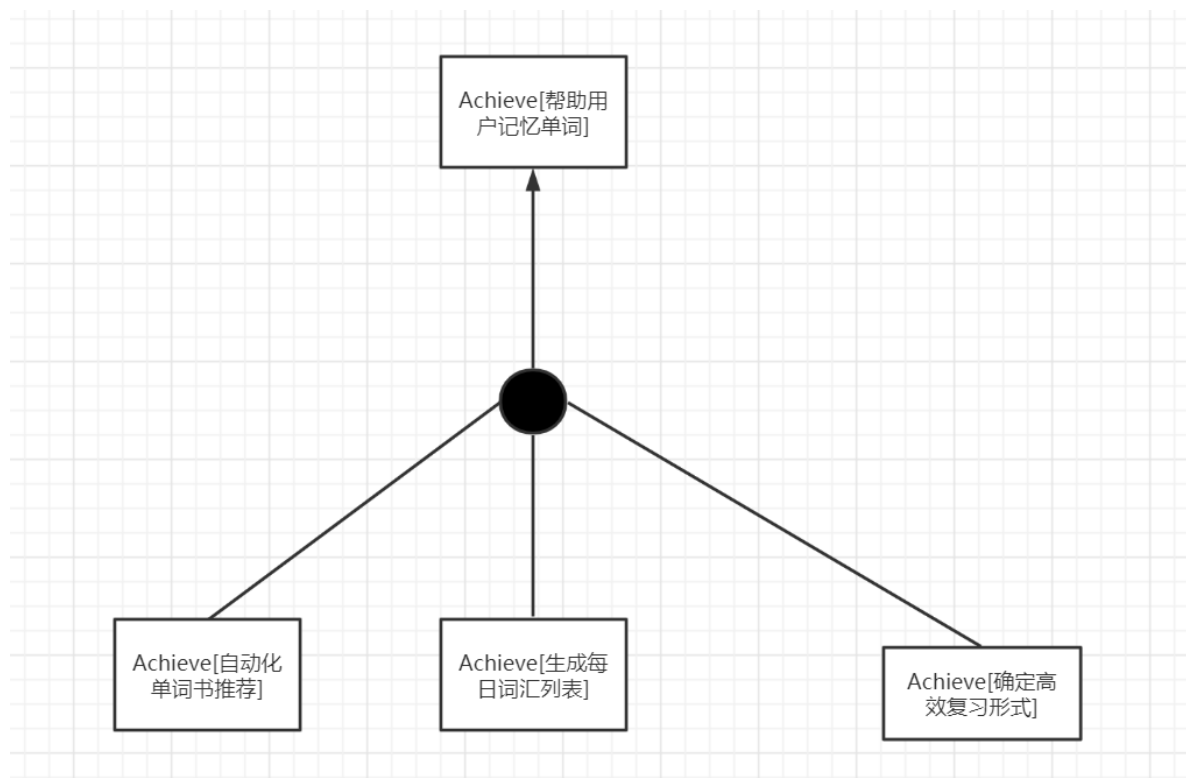 Achieve[帮助用
户记忆单词]
Achieve[自动化
单词书推荐]
Achieve[生成每
日词汇列表]
Achieve[确定高
效复习形式]